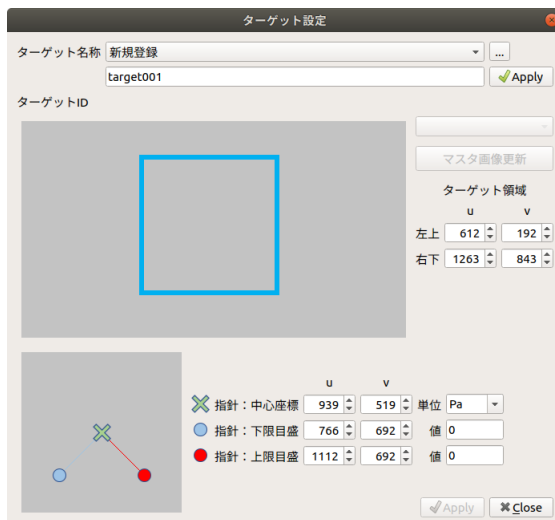 ターゲット設定
ターゲット名称 新規登録 ...
target001 Apply
ターゲットID
マスタ画像更新
ターゲット領域
u v
左上 612 192
右下 1263 843
u v
指針：中心座標 939 519 単位 Pa
指針：下限目盛 766 692 値 0
指針：上限目盛 1112 692 値 0
Apply Close